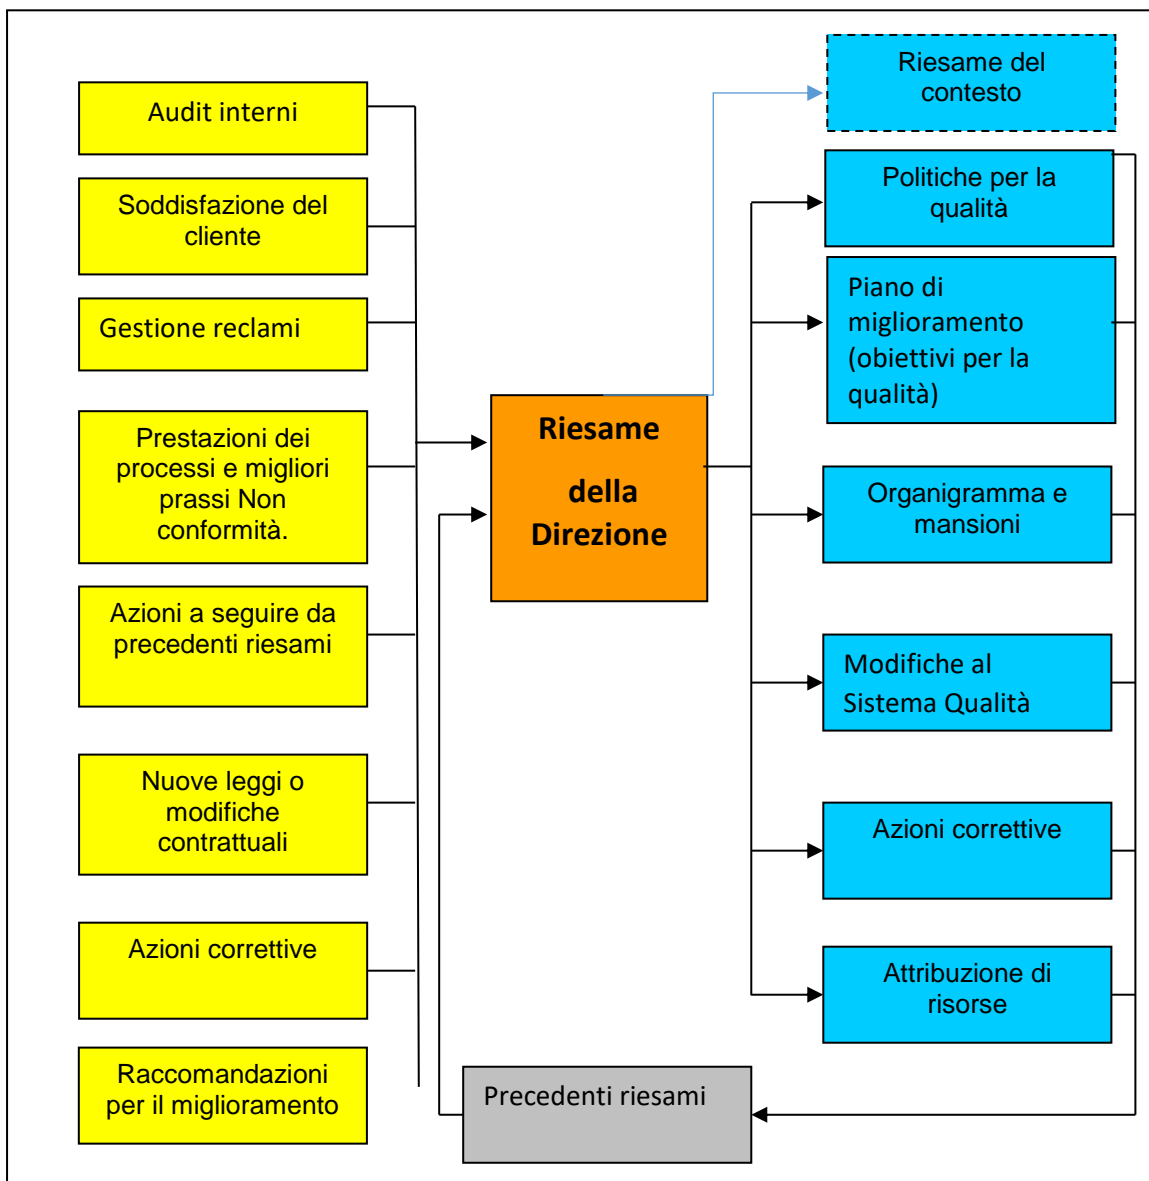 Audit interni
Soddisfazione del
cliente
Gestione reclami
Prestazioni dei
processi e migliori
prassi Non
conformità.
Azioni a seguire da
precedenti riesami
Nuove leggi o
modifiche
contrattuali
Azioni correttive
Raccomandazioni
per il miglioramento
Riesame
della
Direzione
Precedenti riesami
Riesame del
contesto
Politiche per la
qualità
Piano di
miglioramento
(obiettivi per la
qualità)
Organigramma e
mansioni
Modifiche al
Sistema Qualità
Azioni correttive
Attribuzione di
risorse